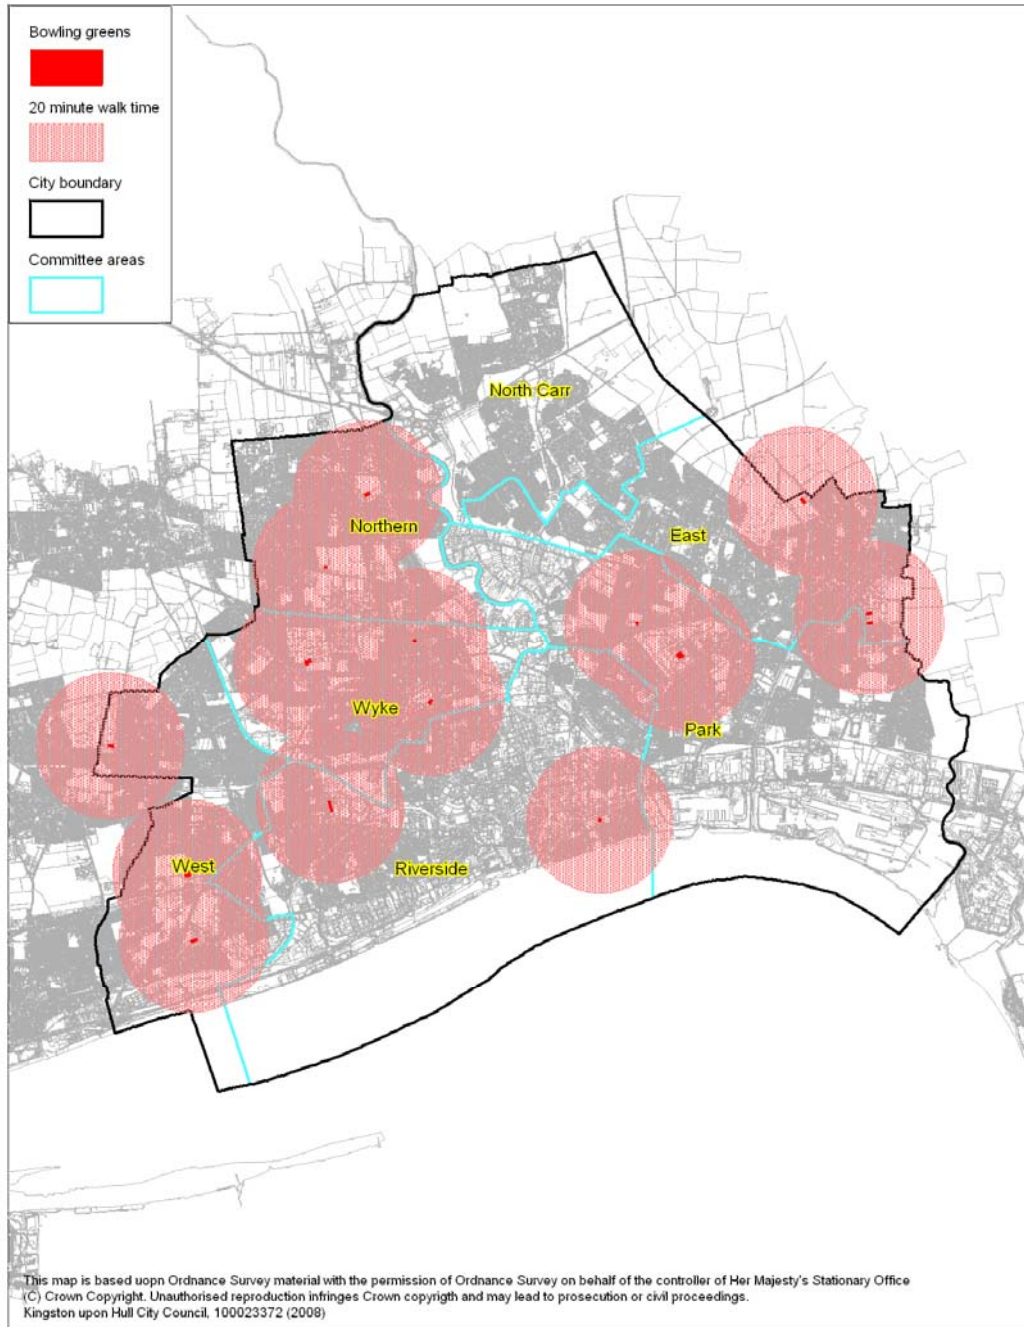 Bowling greens
20 minute walk time
City boundary
Committee areas
North Carr
Northern
East
Wyke
Park
West
Riverside
This map is based uopn Ordnance Survey material with the permission of Ordnance Survey on behalf of the controller of Her Majesty's Stationary Office
(C) Crown Copyright. Unauthorised reproduction infringes Crown copyrigth and may lead to prosecution or civil proceedings.
Kingston upon Hull City Council, 100023372 (2008)